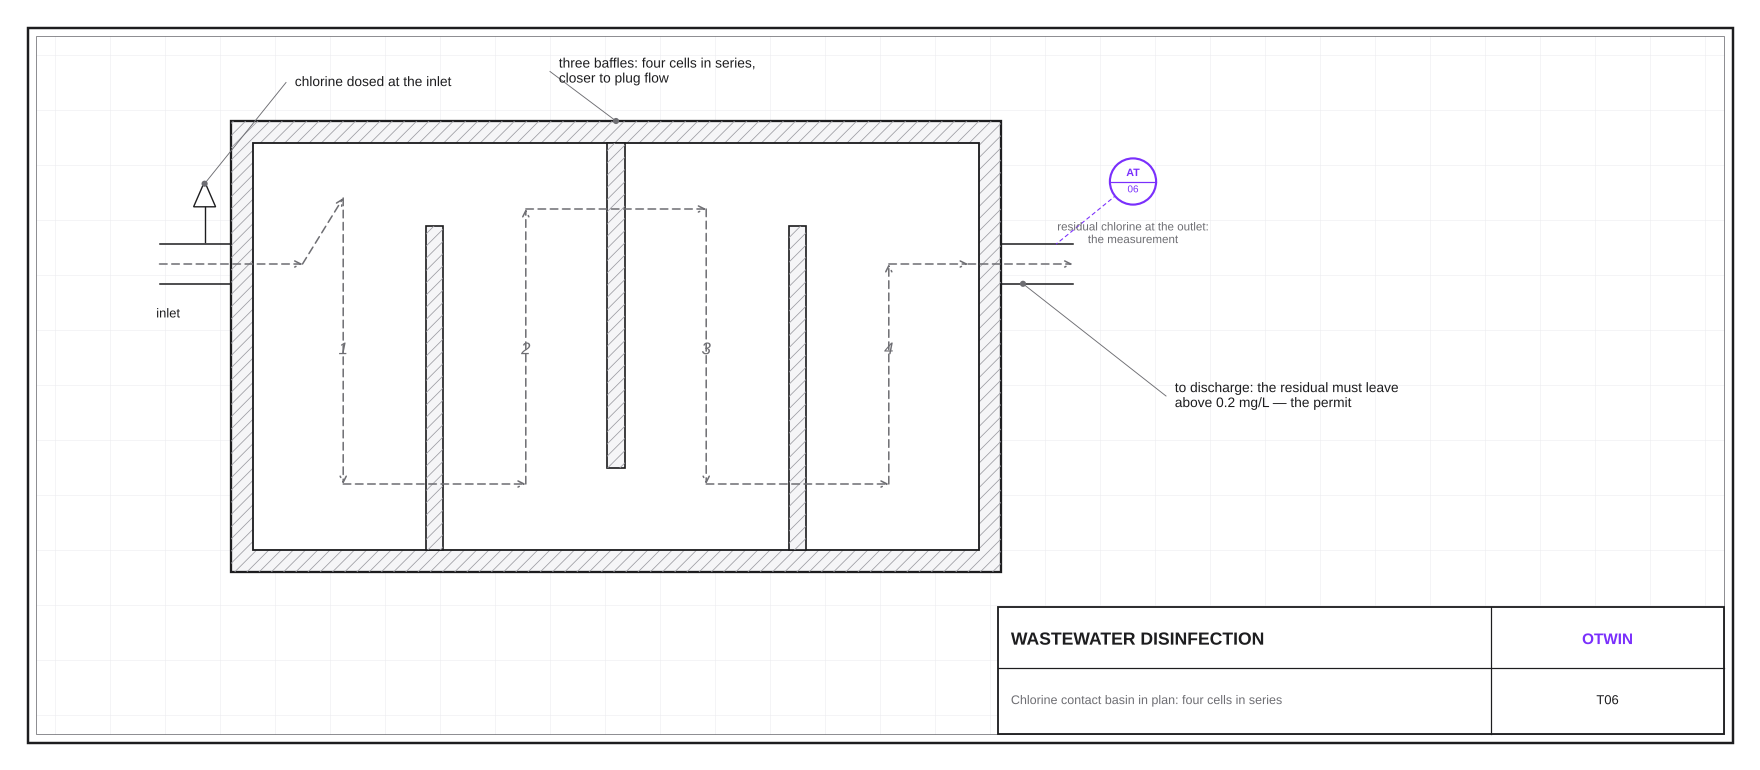 three baffles: four cells in series,
closer to plug flow
chlorine dosed at the inlet
AT
06
residual chlorine at the outlet:
the measurement
inlet
1
2
3
4
to discharge: the residual must leave
above 0.2 mg/L — the permit
WASTEWATER DISINFECTION
OTWIN
Chlorine contact basin in plan: four cells in series
T06